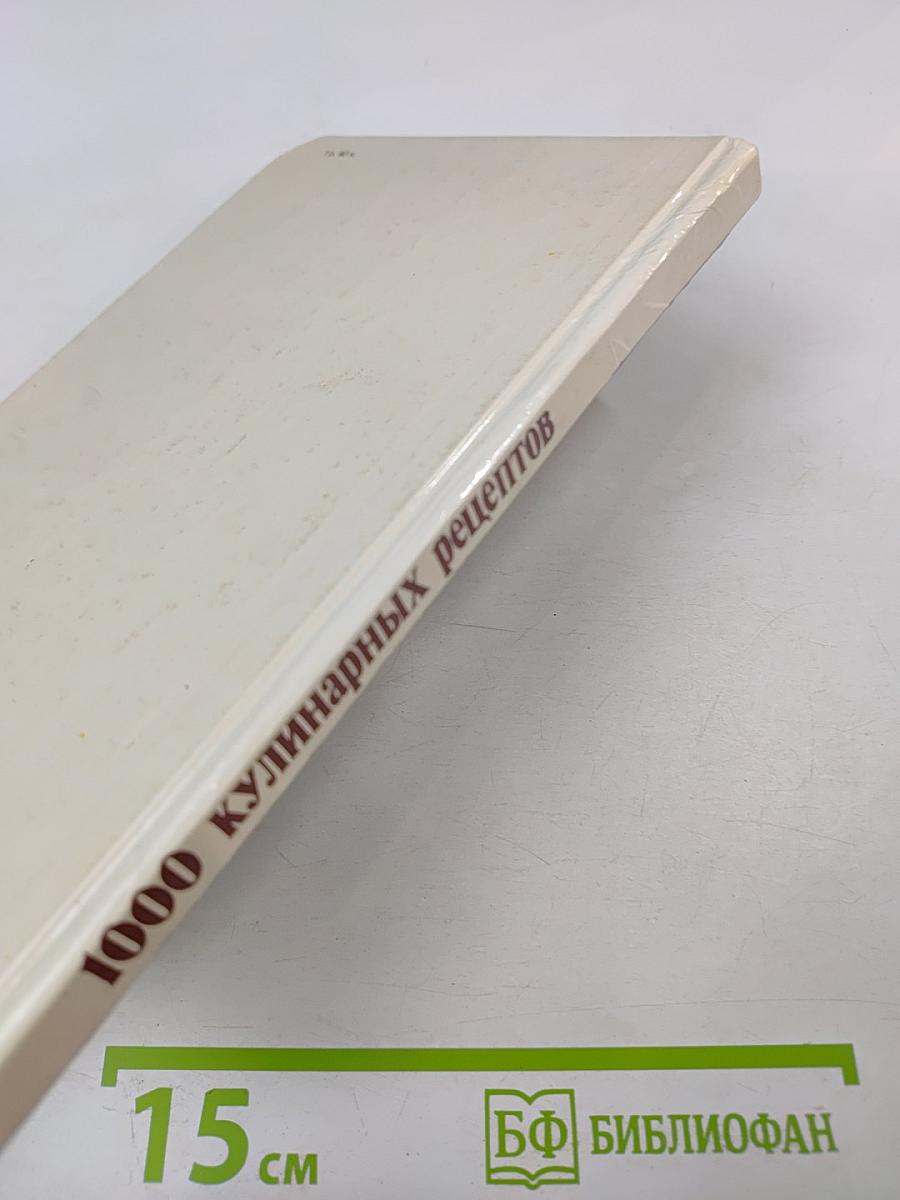 1000 кулинарных рецептов
15 см
БФ БИБЛИОФАН